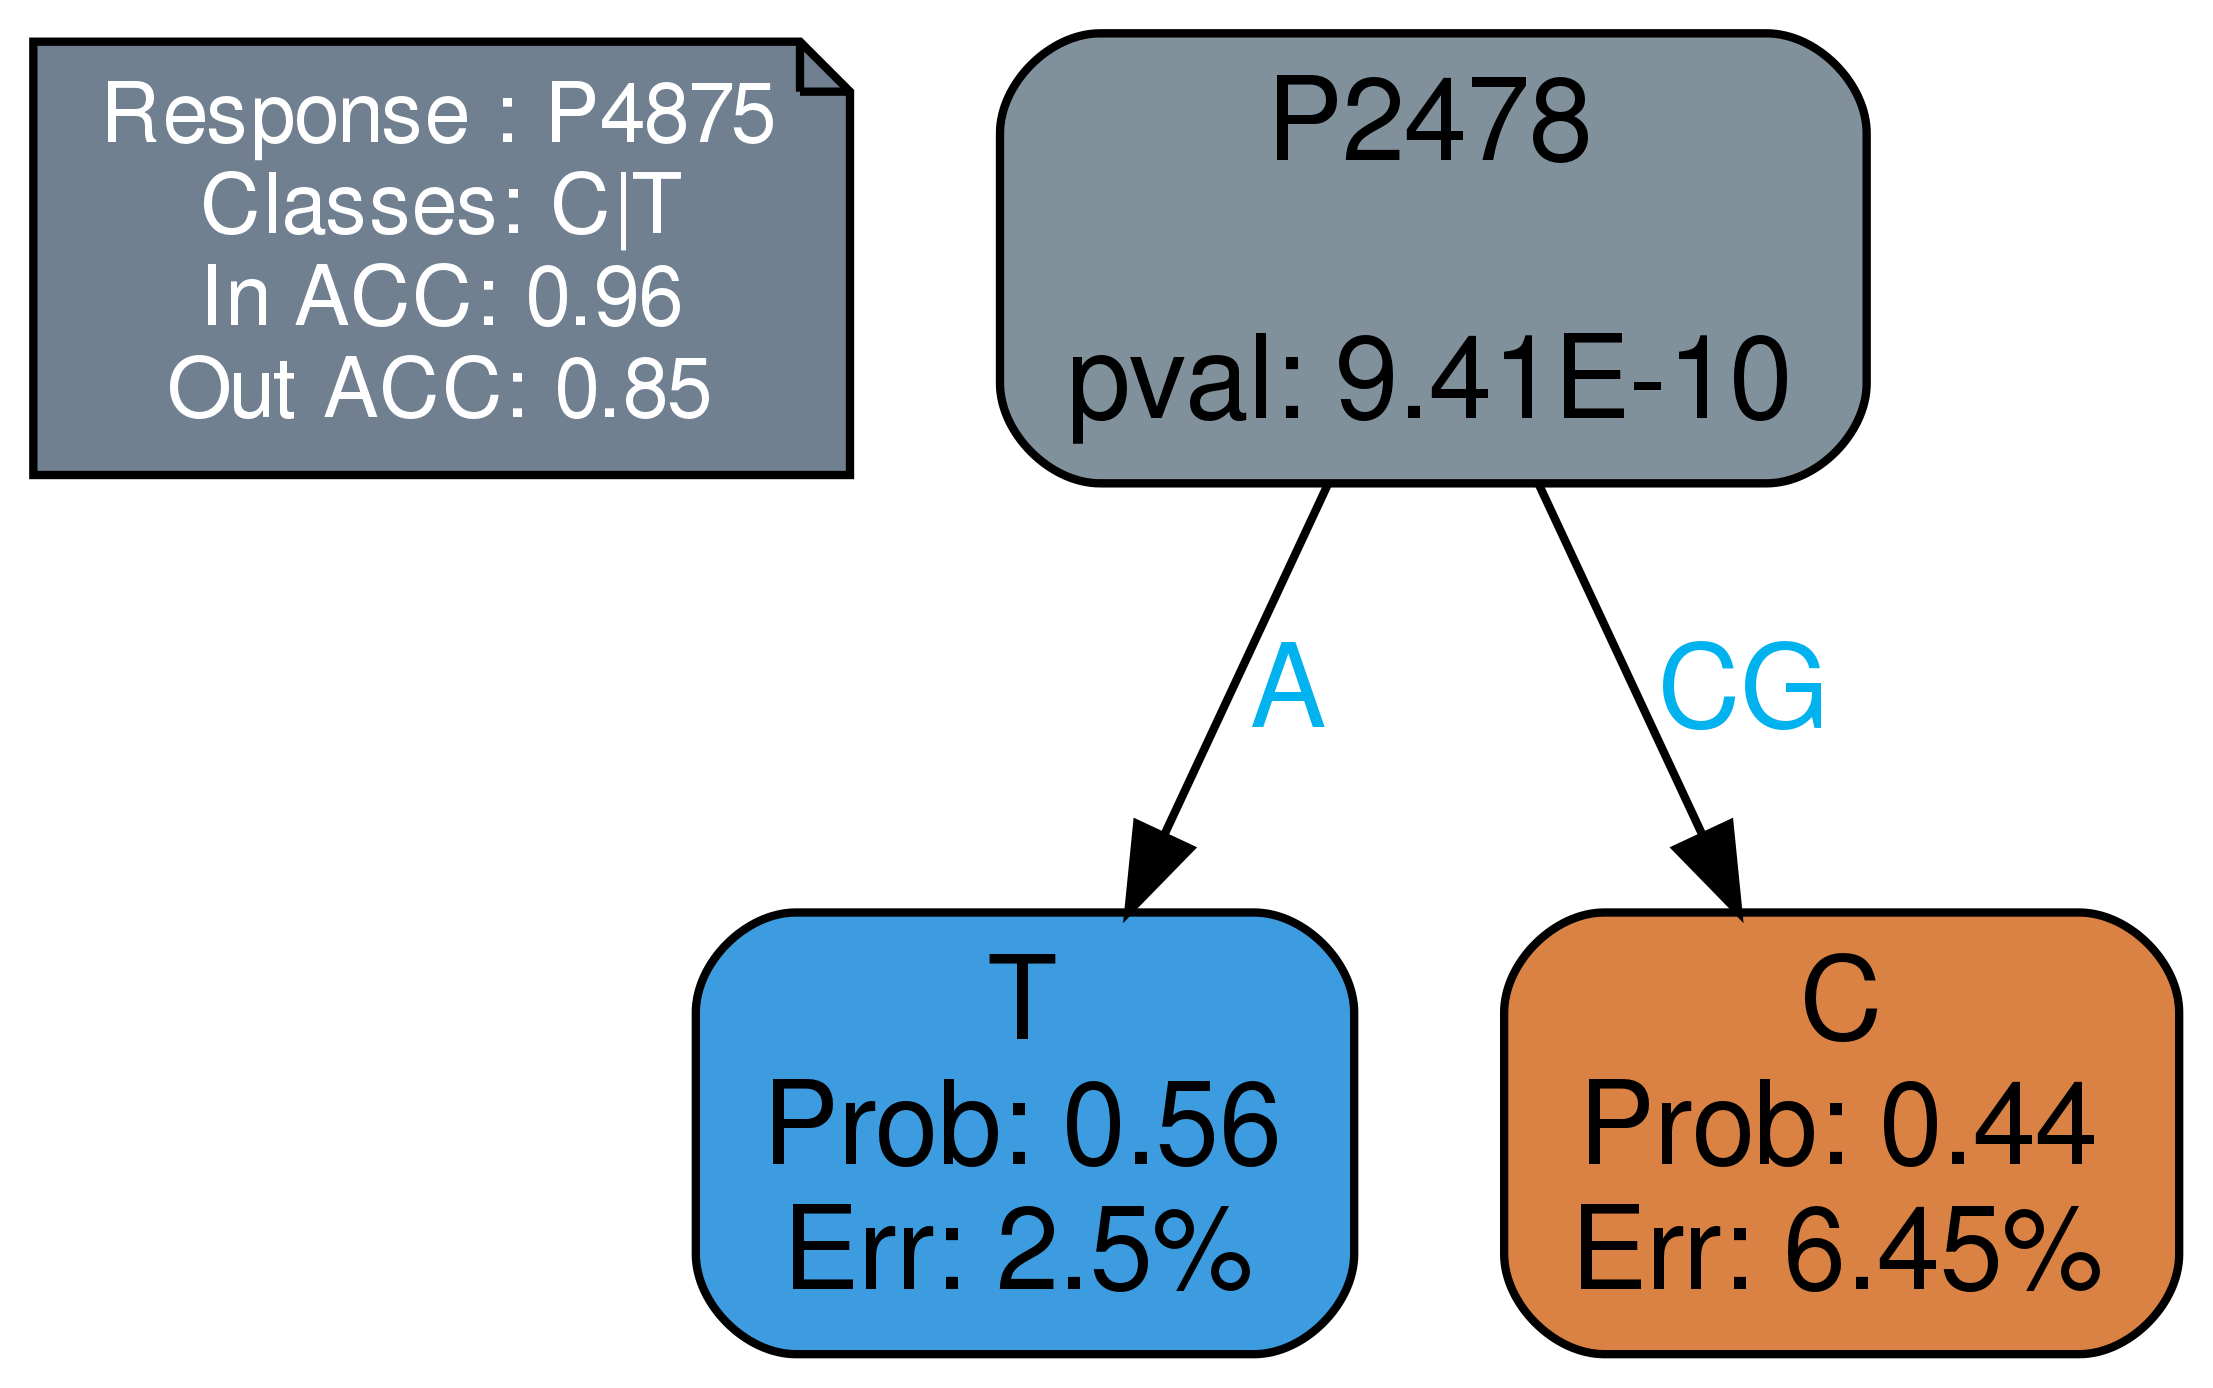 Response : P4875
Classes: C|T
In ACC: 0.96
Out ACC: 0.85
P2478
pval: 9.41E-10
A
CG
T
Prob: 0.56
Err: 2.5%
C
Prob: 0.44
Err: 6.45%